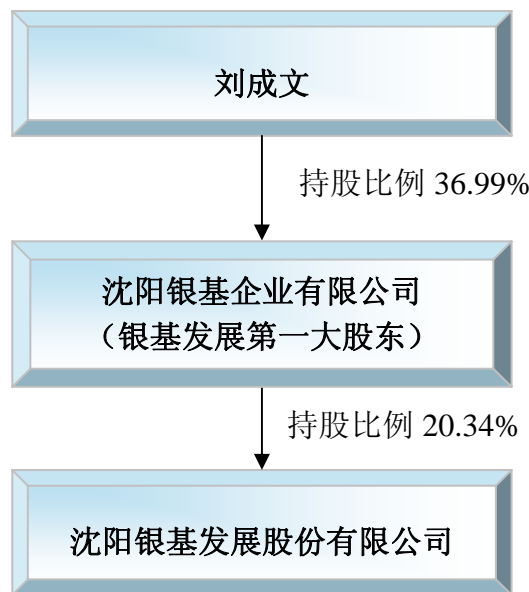 刘成文
持股比例 36.99%
沈阳银基企业有限公司
（银基发展第一大股东）
持股比例 20.34%
沈阳银基发展股份有限公司